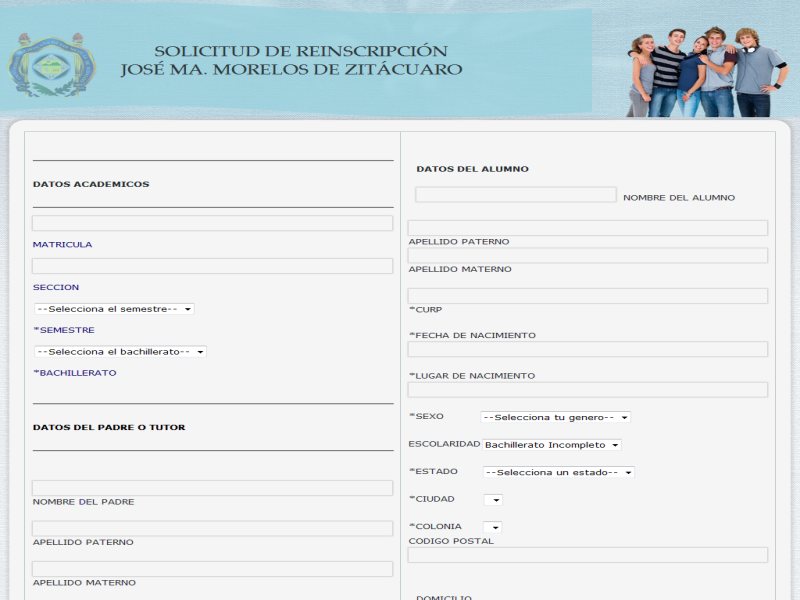 SOLICITUD DE REINSCRIPCIÓN
JOSÉ MA. MORELOS DE ZITÁCUARO
DATOS ACADEMICOS
MATRICULA
SECCION
--Selecciona el semestre--
*SEMESTRE
--Selecciona el bachillerato--
*BACHILLERATO
DATOS DEL PADRE O TUTOR
NOMBRE DEL PADRE
APELLIDO PATERNO
APELLIDO MATERNO
DATOS DEL ALUMNO
NOMBRE DEL ALUMNO
APELLIDO PATERNO
APELLIDO MATERNO
*CURP
*FECHA DE NACIMIENTO
*LUGAR DE NACIMIENTO
*SEXO --Selecciona tu genero--
ESCOLARIDAD Bachillerato Incompleto
*ESTADO --Selecciona un estado--
*CIUDAD
*COLONIA
CODIGO POSTAL
DOMICILIO